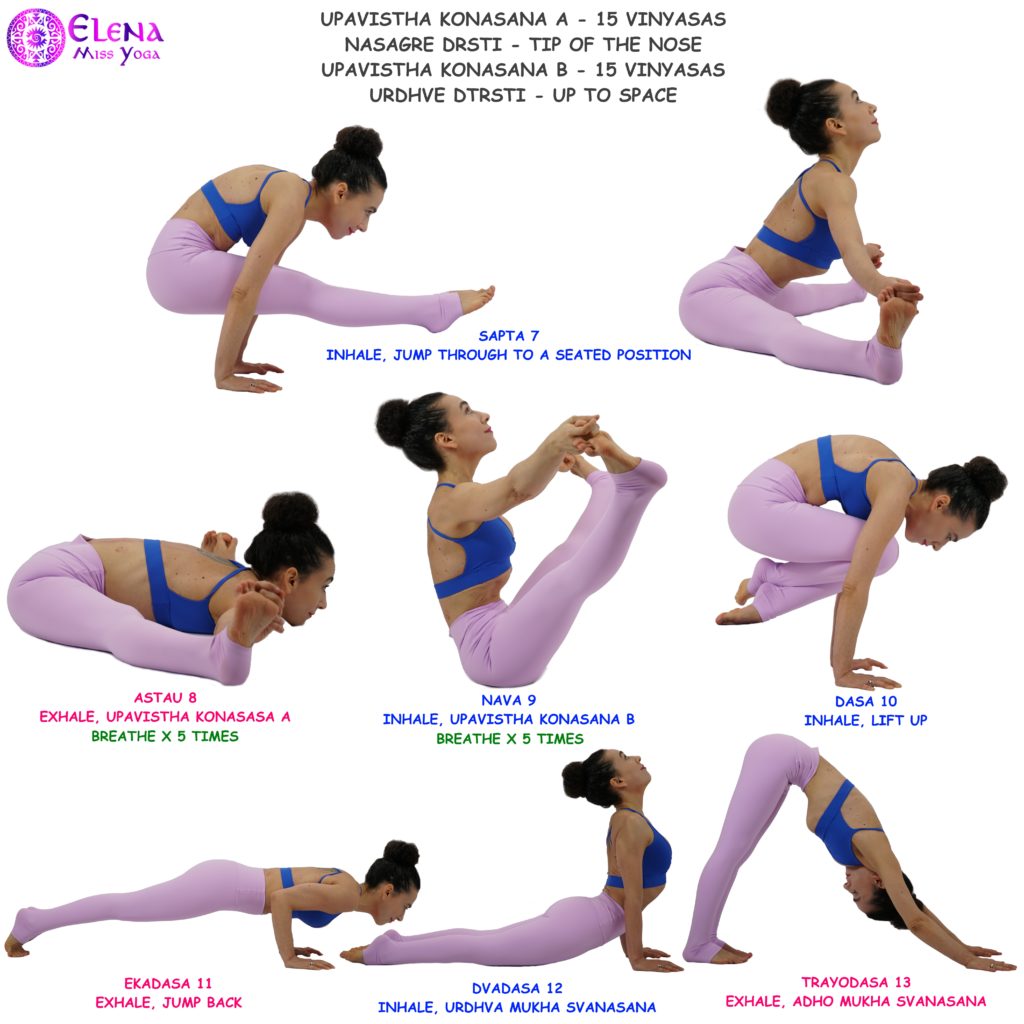 ELENA
MISS YOGA
UPAVISTHA KONASANA A - 15 VINYASAS
NASAGRE DRSTI - TIP OF THE NOSE
UPAVISTHA KONASANA B - 15 VINYASAS
URDHVE DTRSTI - UP TO SPACE
SAPTA 7
INHALE, JUMP THROUGH TO A SEATED POSITION
ASTAU 8
EXHALE, UPAVISTHA KONASASA A
BREATHE X 5 TIMES
NAVA 9
INHALE, UPAVISTHA KONASANA B
BREATHE X 5 TIMES
DASA 10
INHALE, LIFT UP
EKADASA 11
EXHALE, JUMP BACK
DVADASA 12
INHALE, URDHVA MUKHA SVANASANA
TRAYODASA 13
EXHALE, ADHO MUKHA SVANASANA